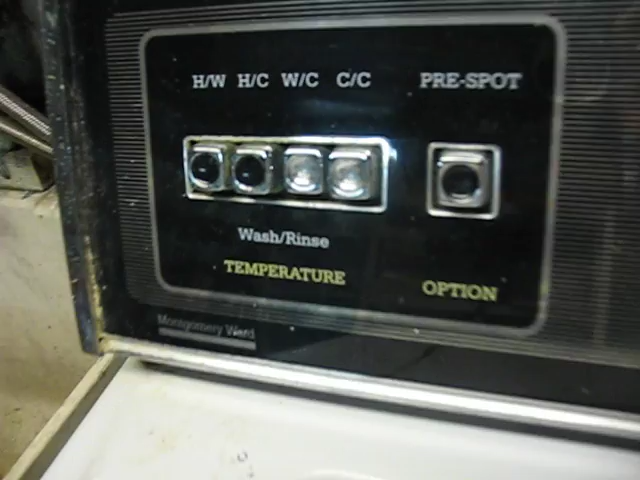 H/W H/C W/C C/C PRE-SPOT
Wash/Rinse
TEMPERATURE OPTION
Montgomery Ward